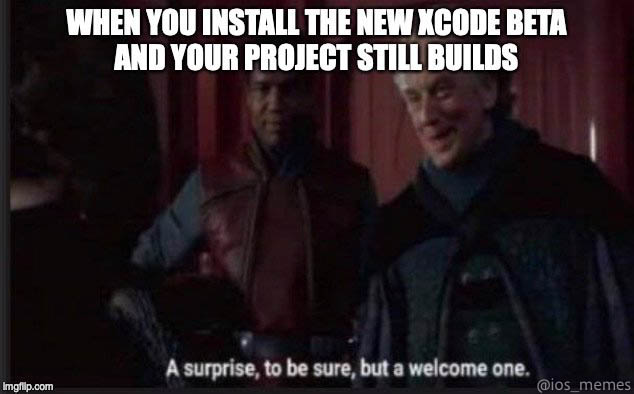 WHEN YOU INSTALL THE NEW XCODE BETA
AND YOUR PROJECT STILL BUILDS
A surprise, to be sure, but a welcome one.
imgflip.com
@ios_memes